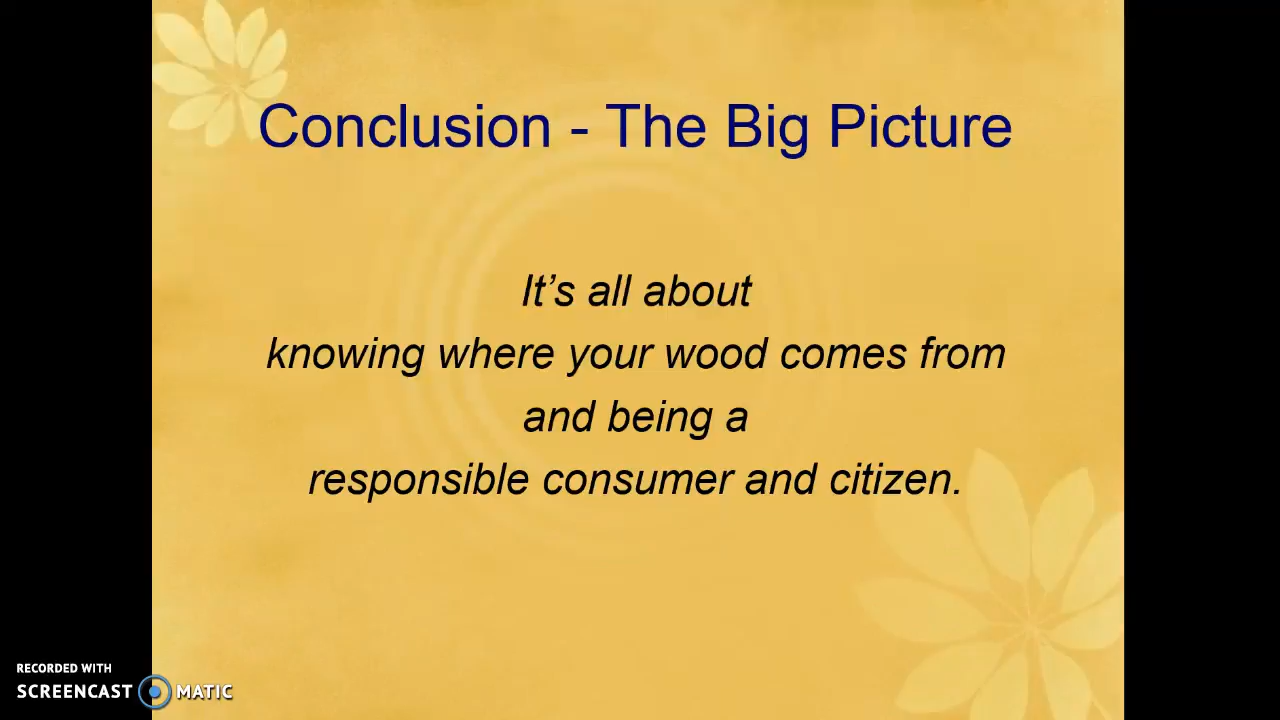 Conclusion - The Big Picture
It’s all about
knowing where your wood comes from
and being a
responsible consumer and citizen.
RECORDED WITH
SCREENCAST MATIC